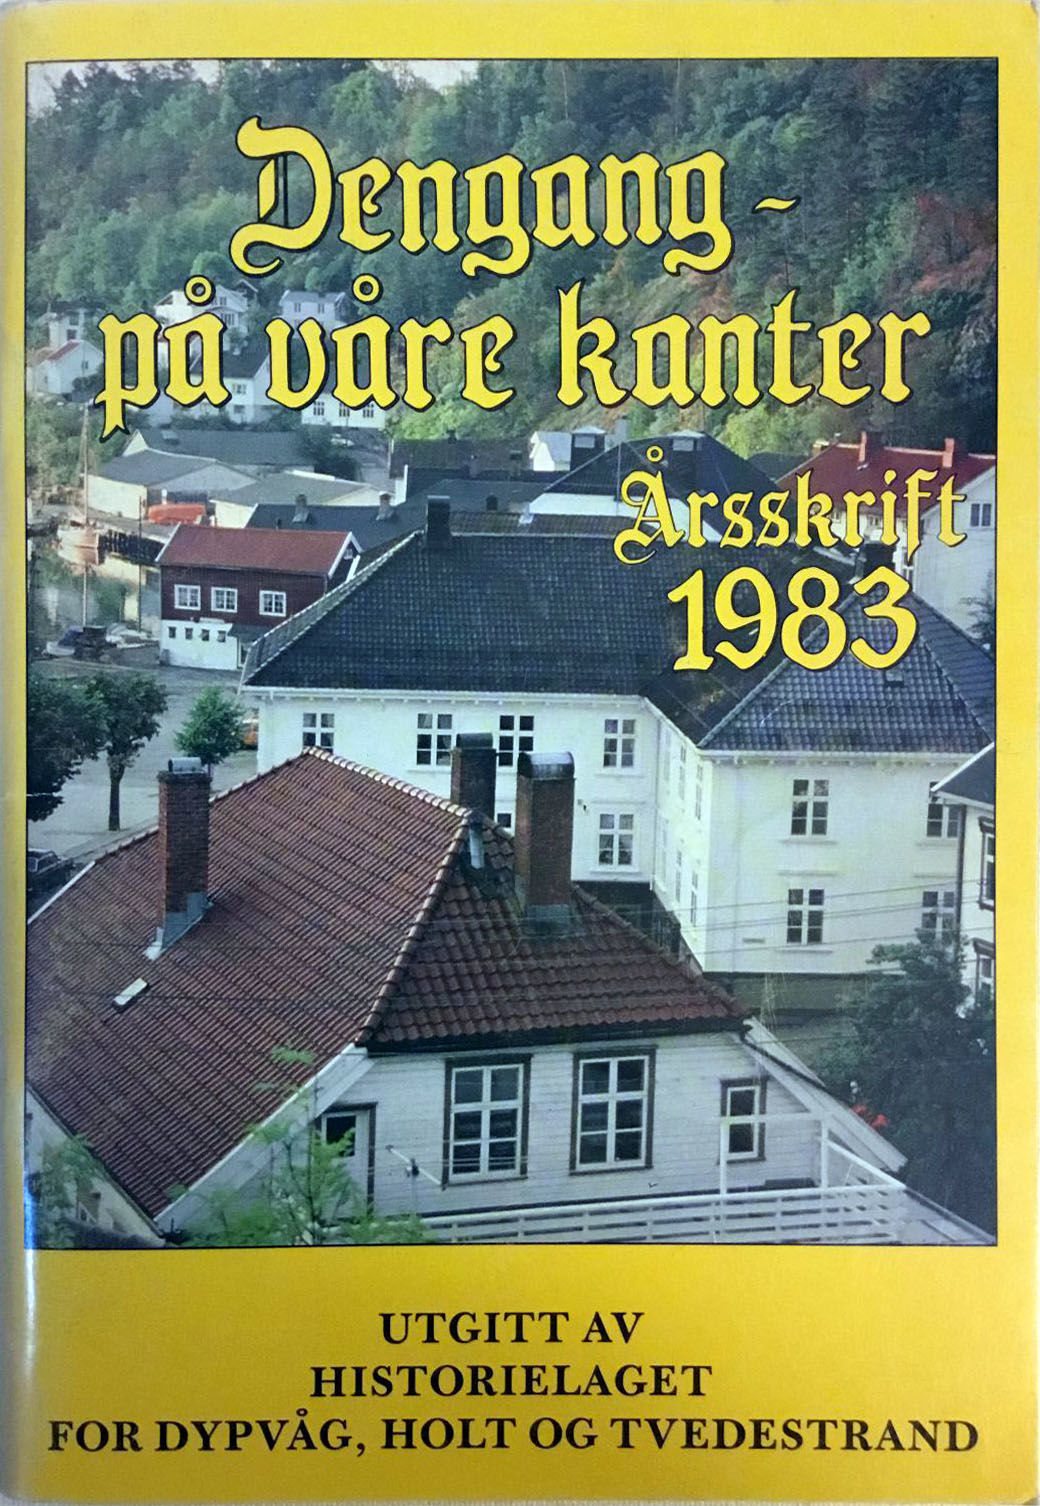 Dengang -
på våre kanter
Årsskrift
1983
UTGITT AV
HISTORIELAGET
FOR DYPVÅG, HOLT OG TVEDESTRAND